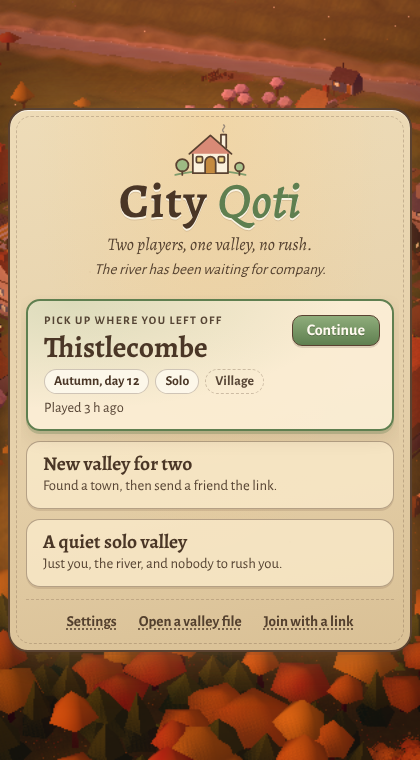 City Qoti
Two players, one valley, no rush.
The river has been waiting for company.
PICK UP WHERE YOU LEFT OFF
Continue
Thistlecombe
Autumn, day 12 Solo Village
Played 3 h ago
New valley for two
Found a town, then send a friend the link.
A quiet solo valley
Just you, the river, and nobody to rush you.
Settings Open a valley file Join with a link